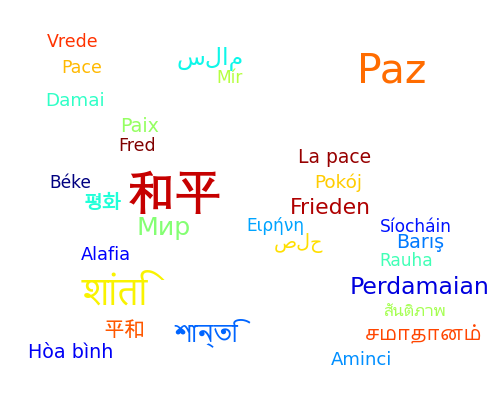 Vrede
سلام
Paz
Pace
Mir
Damai
Paix
Fred
La pace
Béke
Pokój
평화
和平
Frieden
Мир
Ειρήνη
Síocháin
صلح
Barış
Alafia
Rauha
शांति
Perdamaian
สันติภาพ
平和
শান্তি
சமாதானம்
Hòa bình
Aminci